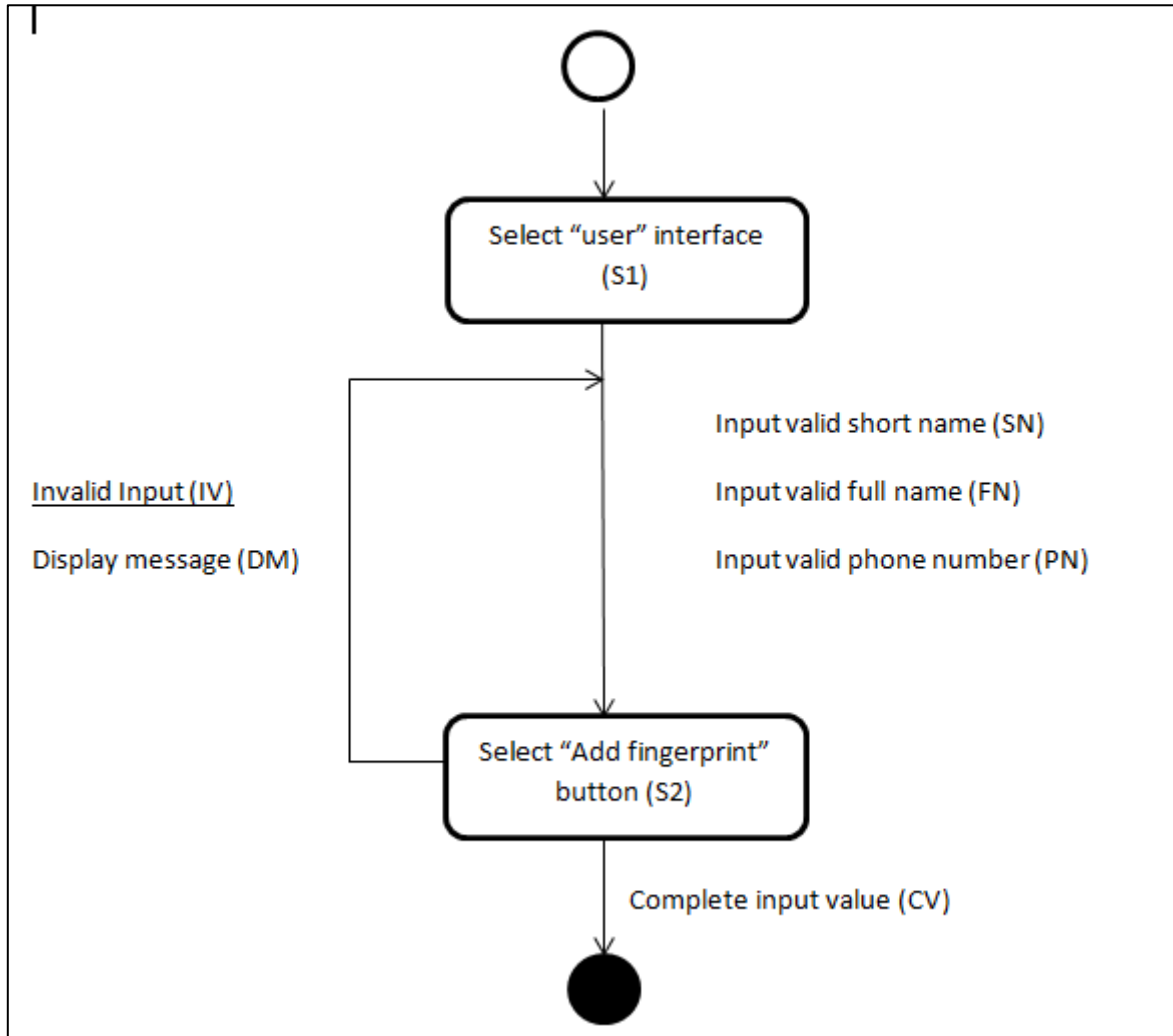 Select “user” interface
(S1)
Input valid short name (SN)
Invalid Input (IV)
Input valid full name (FN)
Display message (DM)
Input valid phone number (PN)
Select “Add fingerprint”
button (S2)
Complete input value (CV)